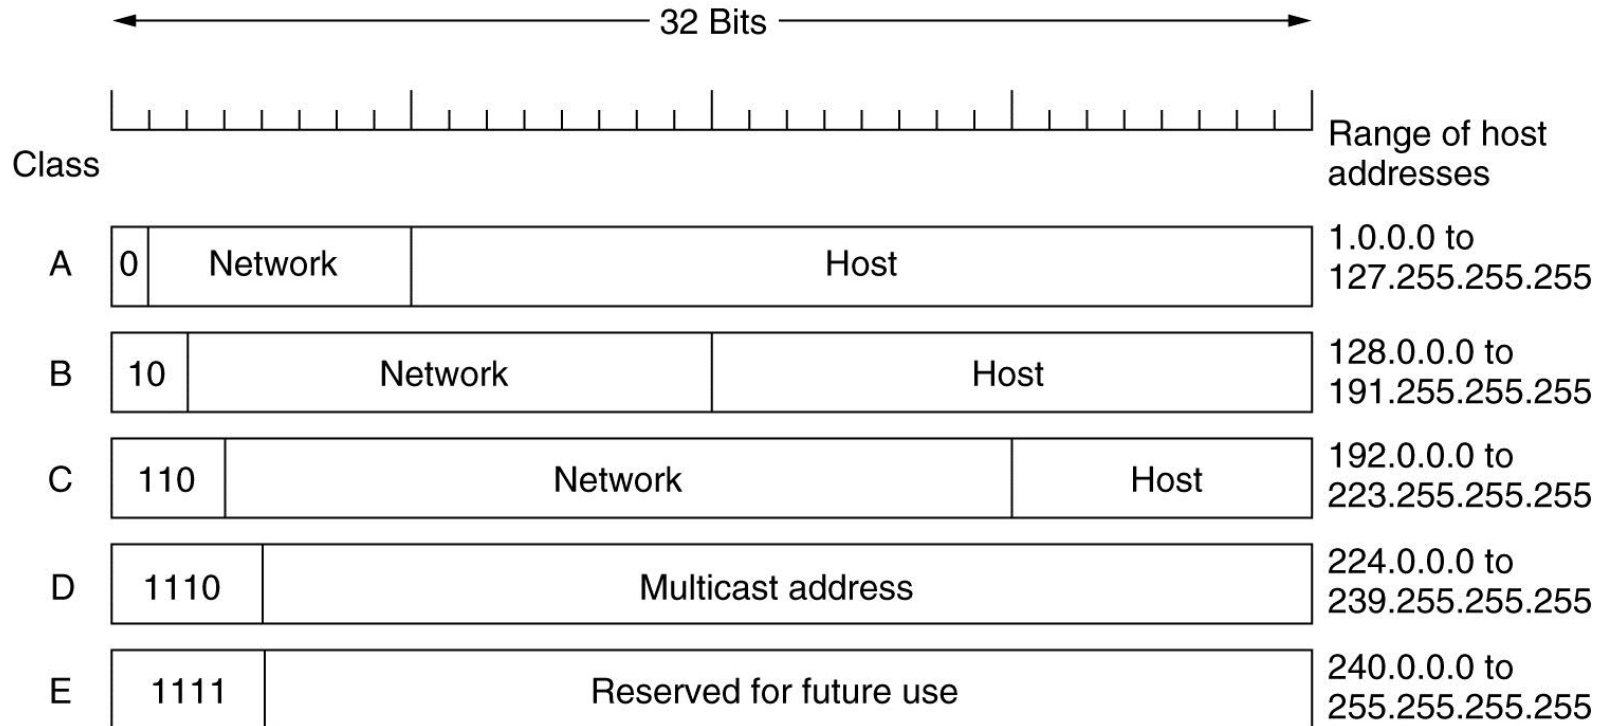 32 Bits
Range of host
addresses
Class
A 0 Network Host 1.0.0.0 to
127.255.255.255
B 10 Network Host 128.0.0.0 to
191.255.255.255
C 110 Network Host 192.0.0.0 to
223.255.255.255
D 1110 Multicast address 224.0.0.0 to
239.255.255.255
E 1111 Reserved for future use 240.0.0.0 to
255.255.255.255